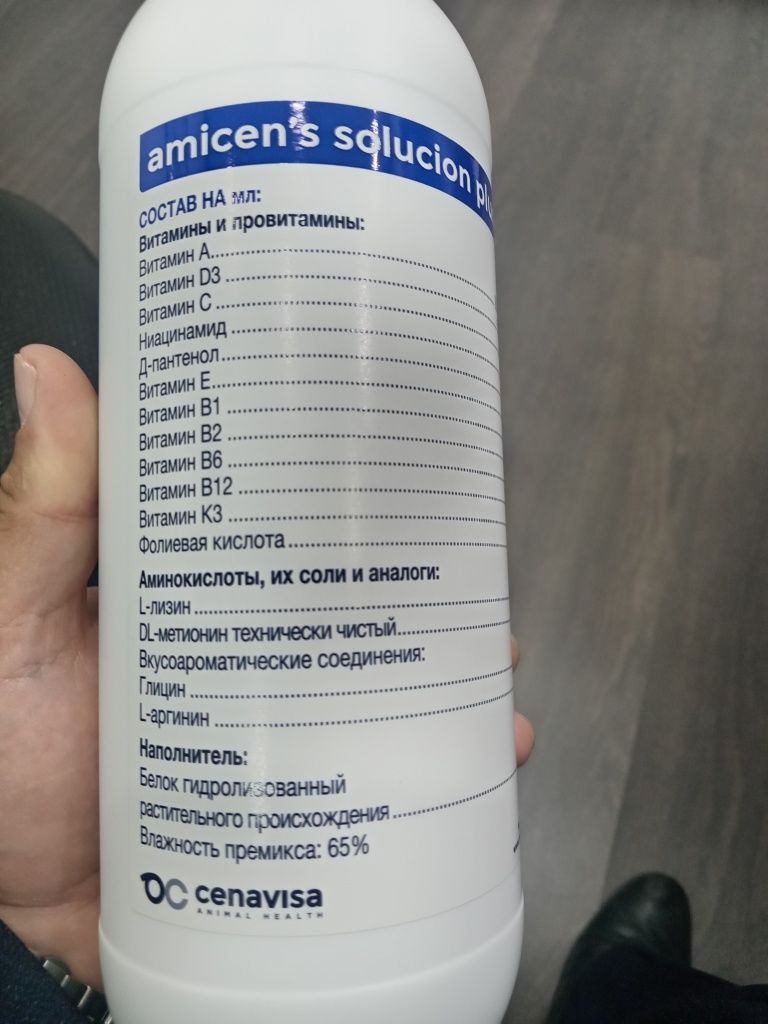 amicen's solucion
СОСТАВ НА мл:
Витамины и провитамины:
Витамин А
Витамин D3
Витамин С
Ниацинамид
Д-пантенол
Витамин Е
Витамин В1
Витамин В2
Витамин В6
Витамин В12
Витамин К3
Фолиевая кислота
Аминокислоты, их соли и аналоги:
L-лизин
DL-метионин технически чистый
Вкусоароматические соединения:
Глицин
L-аргинин
Наполнитель:
Белок гидролизованный
растительного происхождения
Влажность премикса: 65%
cenavisa
ANIMAL HEALTH